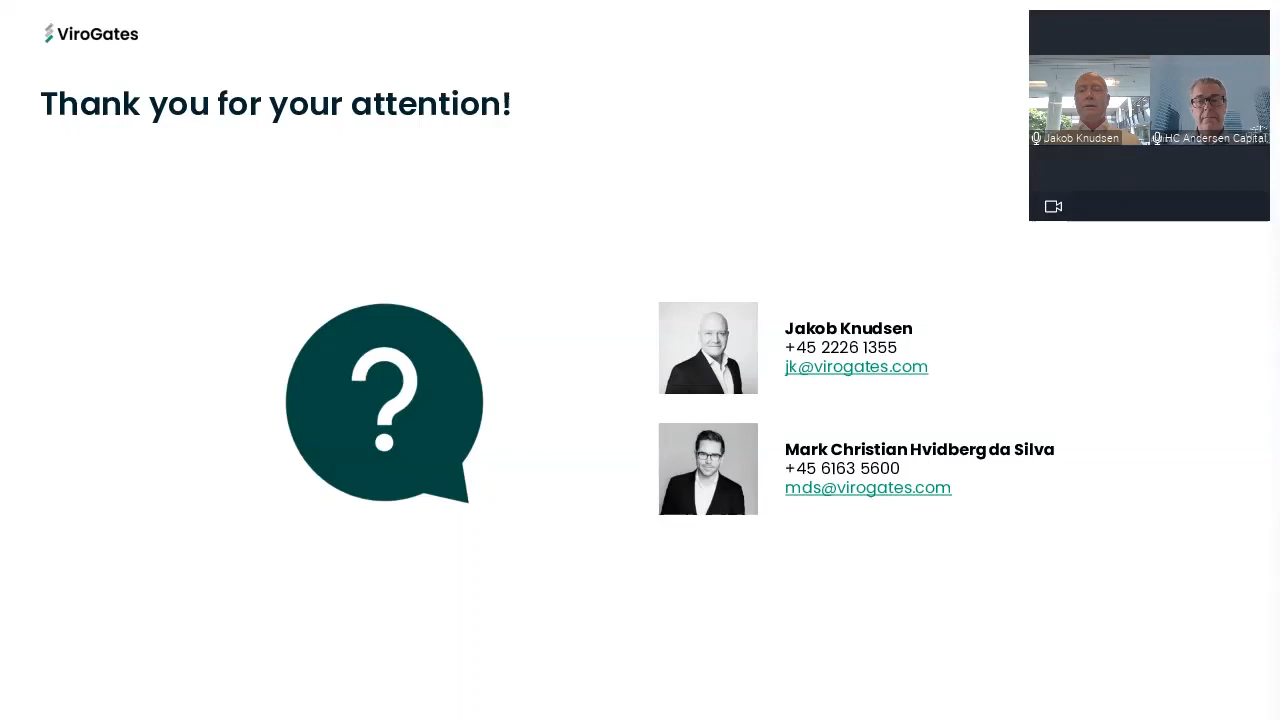 ViroGates
Thank you for your attention!
Jakob Knudsen
HC Andersen Capital
?
Jakob Knudsen
+45 2226 1355
jk@virogates.com
Mark Christian Hvidberg da Silva
+45 6163 5600
mds@virogates.com